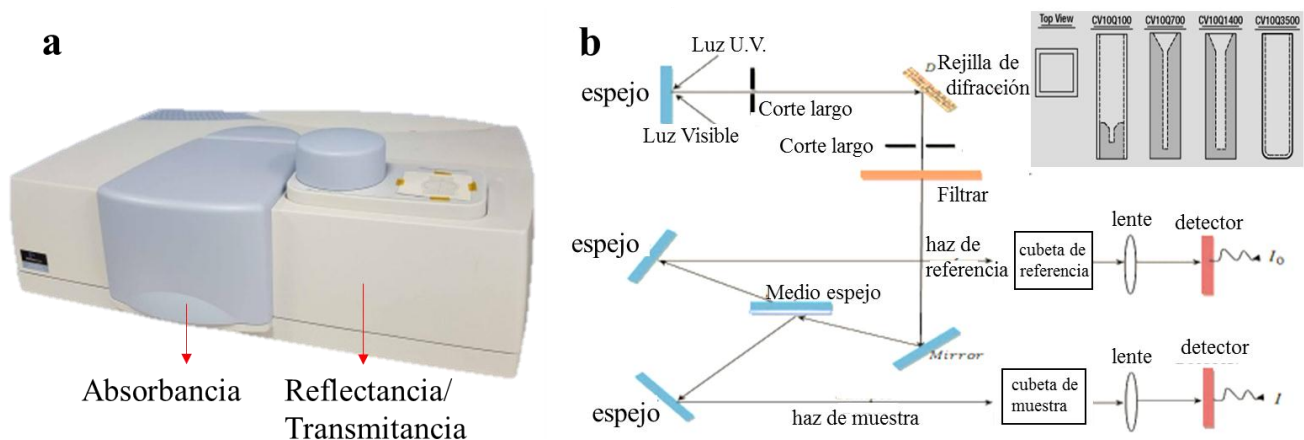 a
Absorbancia
Reflectancia/
Transmitancia
b
Luz U.V.
espejo
Luz Visible
Corte largo
D
Rejilla de
difracción
Corte largo
Filtrar
espejo
haz de
referencia
cubeta de
referencia
lente
detector
I₀
Medio espejo
Mirror
espejo
haz de muestra
cubeta de
muestra
lente
detector
I
Top View
CV10Q100
CV10Q700
CV10Q1400
CV10Q3500